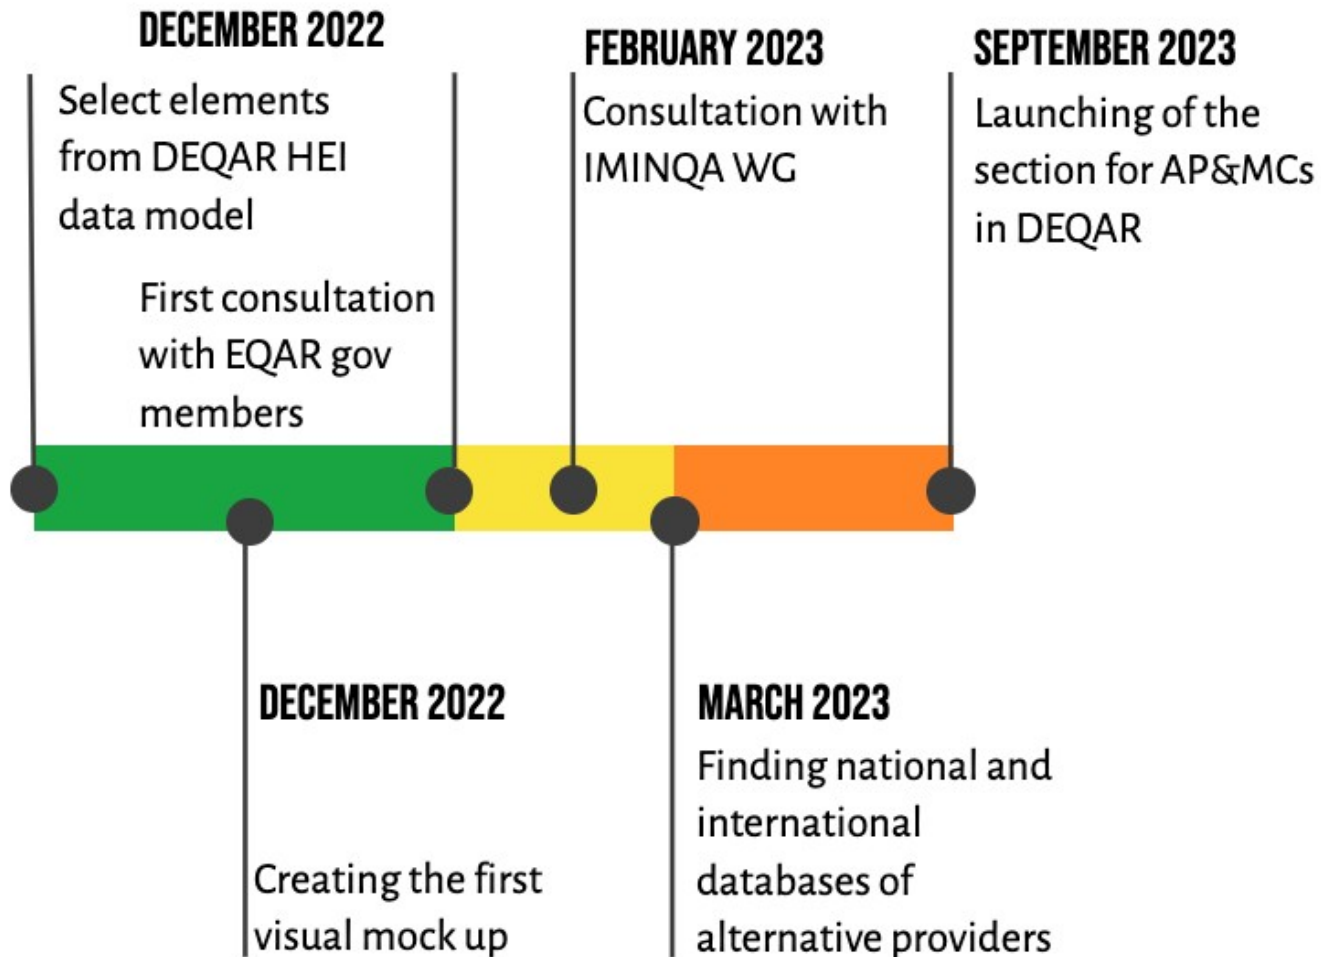 DECEMBER 2022
Select elements
from DEQAR HEI
data model
First consultation
with EQAR gov
members
FEBRUARY 2023
Consultation with
IMINQA WG
SEPTEMBER 2023
Launching of the
section for AP&MCs
in DEQAR
DECEMBER 2022
Creating the first
visual mock up
MARCH 2023
Finding national and
international
databases of
alternative providers